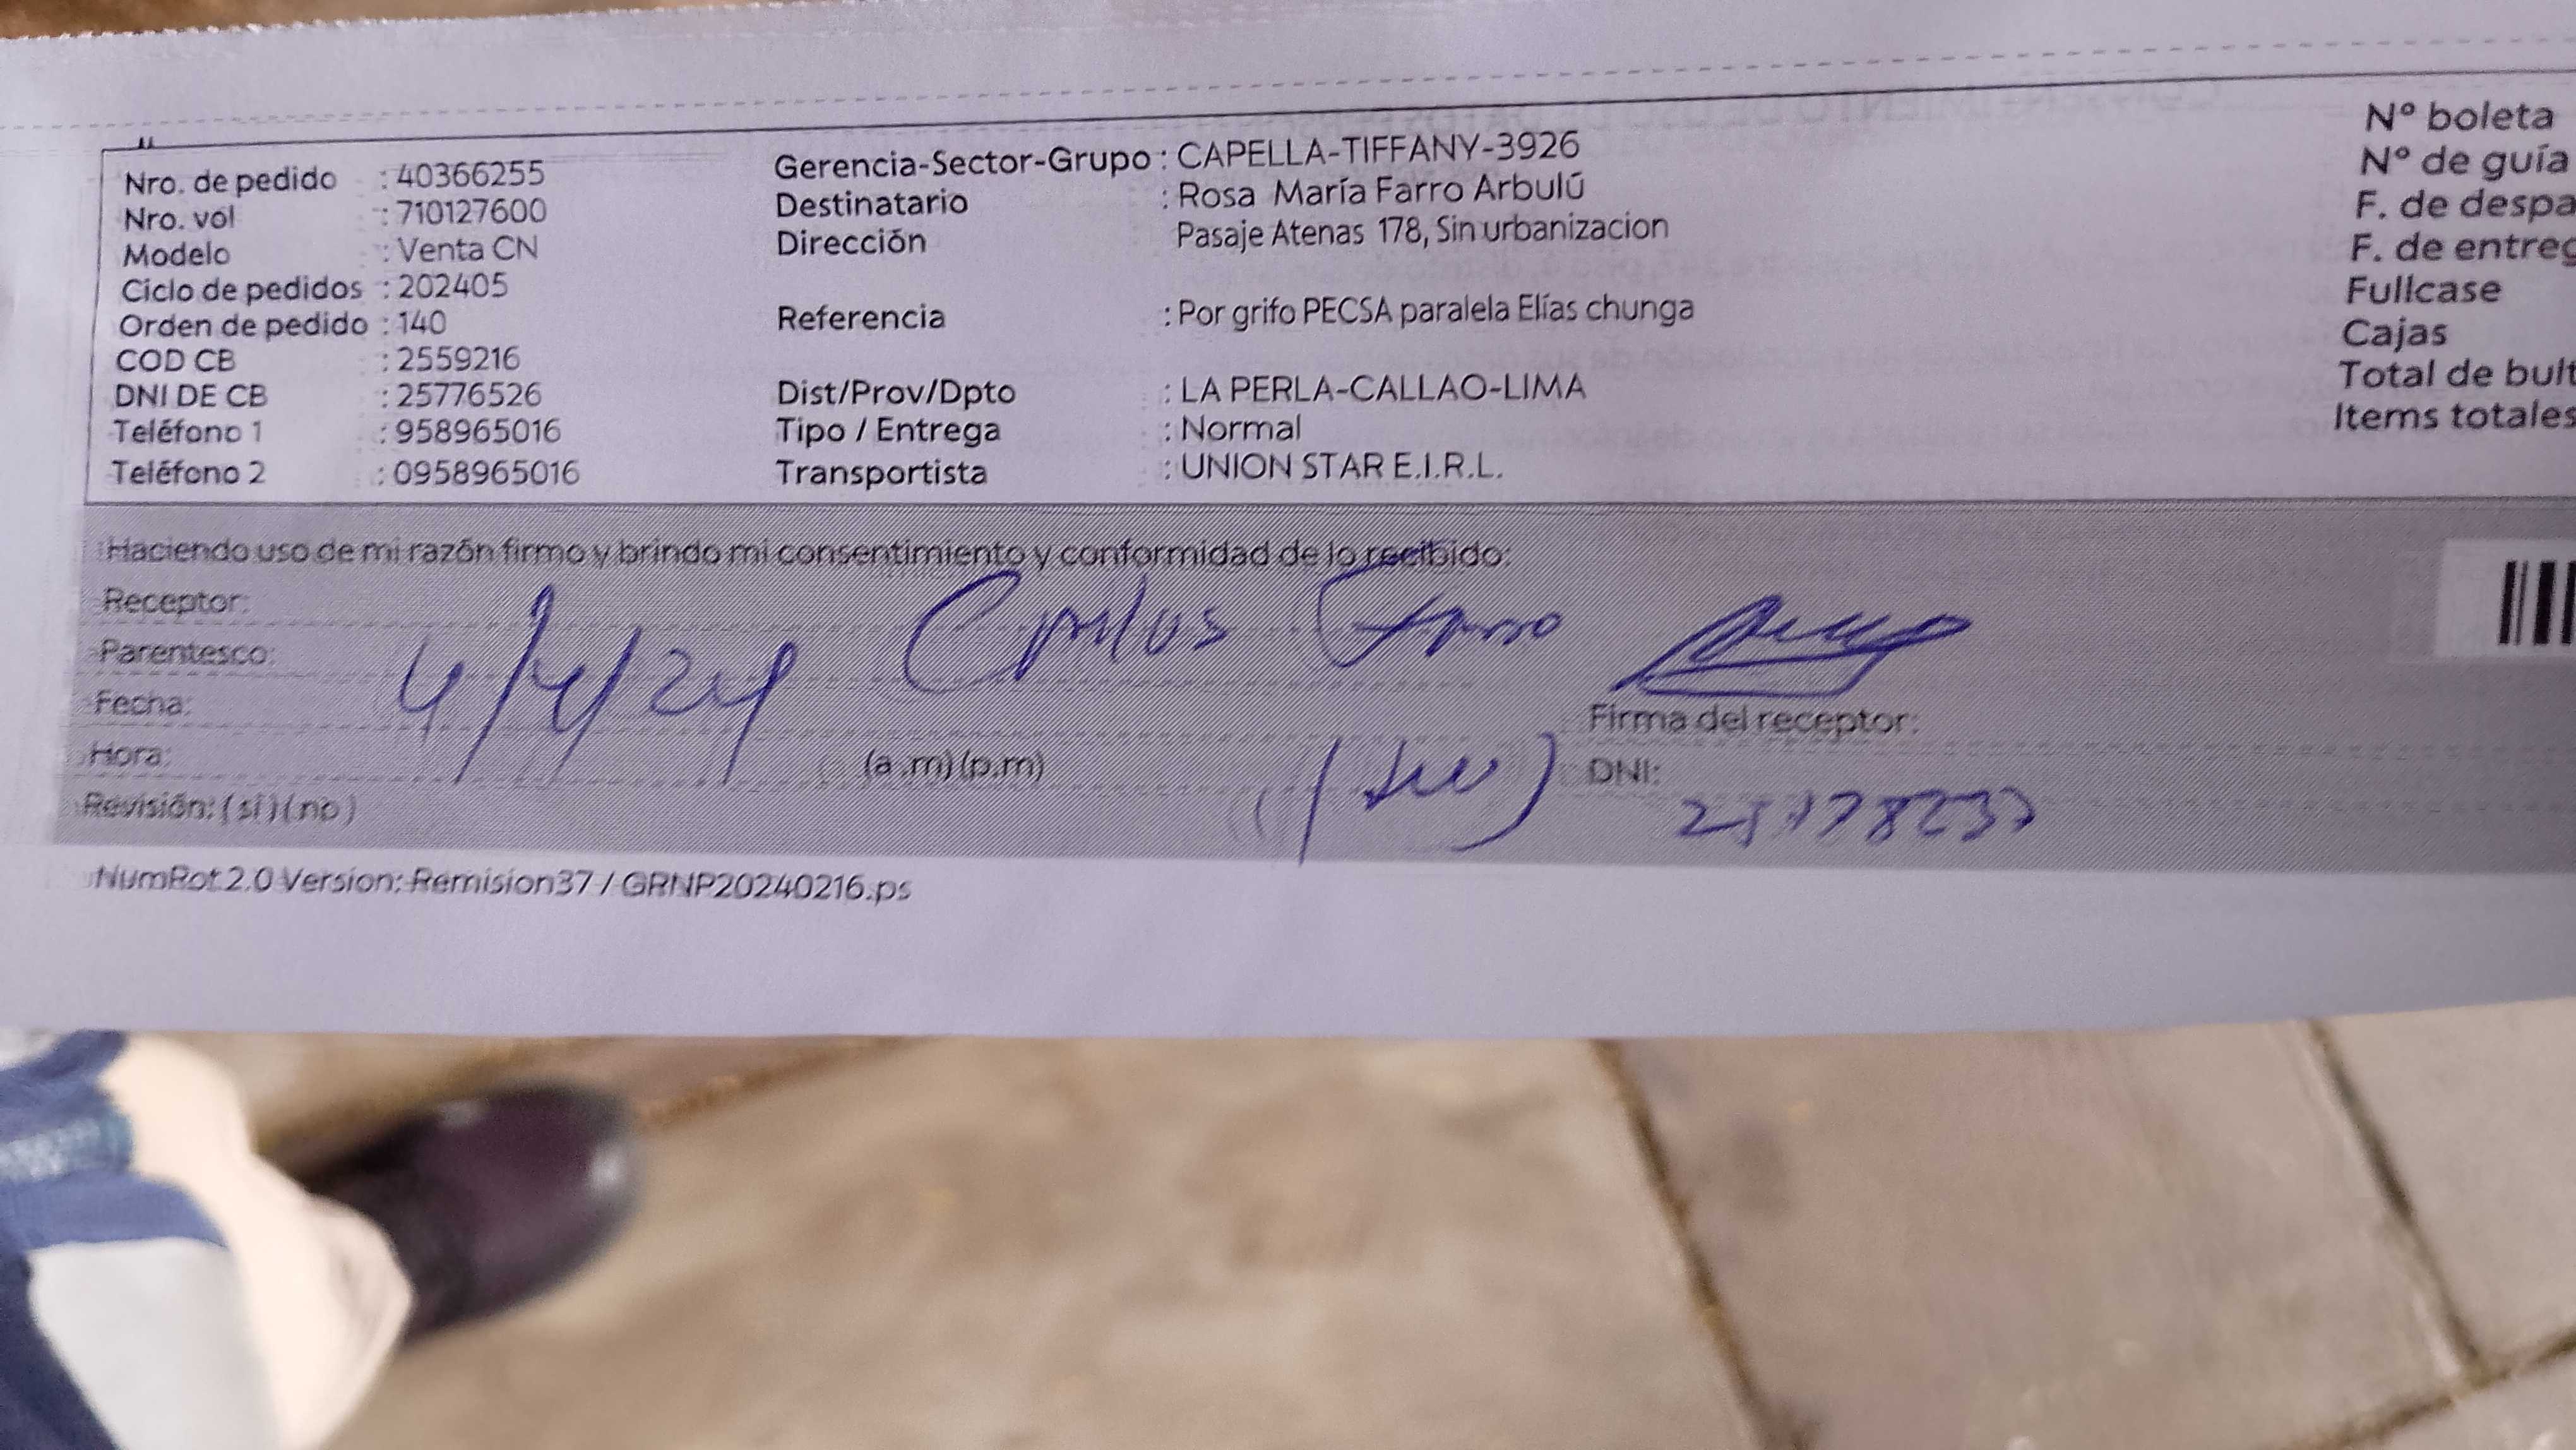 Nro. de pedido : 40366255
Nro. vol : 710127600
Modelo : Venta CN
Ciclo de pedidos : 202405
Orden de pedido : 140
COD CB : 2559216
DNI DE CB : 25776526
Teléfono 1 : 958965016
Teléfono 2 : 0958965016
Gerencia-Sector-Grupo : CAPELLA-TIFFANY-3926
Destinatario : Rosa María Farro Arbulú
Dirección Pasaje Atenas 178, Sin urbanizacion
Referencia : Por grifo PECSA paralela Elías chunga
Dist/Prov/Dpto : LA PERLA-CALLAO-LIMA
Tipo / Entrega : Normal
Transportista : UNION STAR E.I.R.L.
Nº boleta
Nº de guía
F. de despa
F. de entreg
Fullcase
Cajas
Total de bult
Items totales
Haciendo uso de mi razón firmo y brindo mi consentimiento y conformidad de lo recibido:
Receptor: Carlos Farro
Parentesco:
Fecha: 4/4/24
Hora: (a.m) (p.m)
Revisión: (si) (no)
Firma del receptor:
DNI:
NumRot 2.0 Version: Remision37 / GRNP20240216.ps